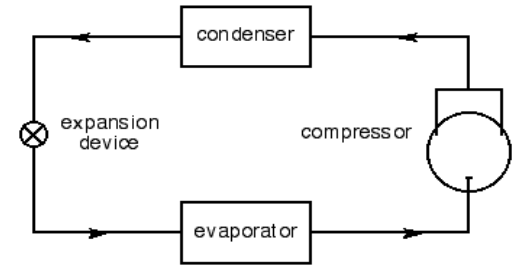 condenser
expansion
device
compressor
evaporator